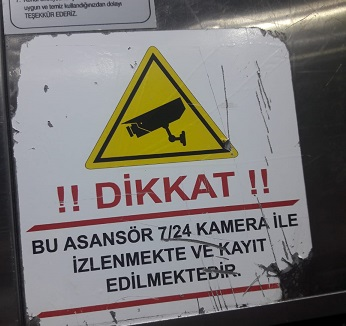 uygun ve temiz kullandığınızdan dolayı
TEŞEKKÜR EDERİZ.
!! DİKKAT !!
BU ASANSÖR 7/24 KAMERA İLE
İZLENMEKTE VE KAYIT
EDİLMEKTEDİR.